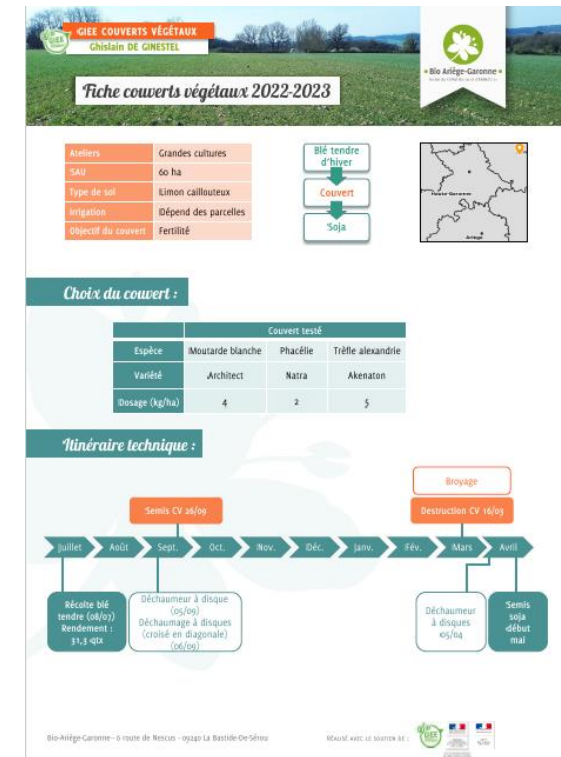 GIEE COUVERTS VÉGÉTAUX
Ghislain DE GINESTEL
GIEE
Bio Ariège-Garonne
Fiche couverts végétaux 2022-2023
Ateliers Grandes cultures
SAU 60 ha
Type de sol Limon caillouteux
Irrigation Dépend des parcelles
Objectif du couvert Fertilité
Blé tendre
d'hiver
Couvert
Soja
Haute-Garonne
Ariège
Choix du couvert :
Couvert testé
Espèce Moutarde blanche Phacélie Trèfle alexandrie
Variété Architect Natra Akenaton
Dosage (kg/ha) 4 2 5
Itinéraire technique :
Broyage
Semis CV 26/09
Destruction CV 16/03
Juillet Août Sept. Oct. Nov. Déc. Janv. Fév. Mars Avril
Récolte blé
tendre (08/07)
Rendement :
31,3 qtx
Déchaumeur à disque
(05/09)
Déchaumage à disques
(croisé en diagonale)
(06/09)
Déchaumeur
à disques
05/04
Semis
soja
début
mai
Bio-Ariège-Garonne - 6 route de Nescus - 09240 La Bastide-De-Sérou
RÉALISÉ AVEC LE SOUTIEN DE :
GIEE